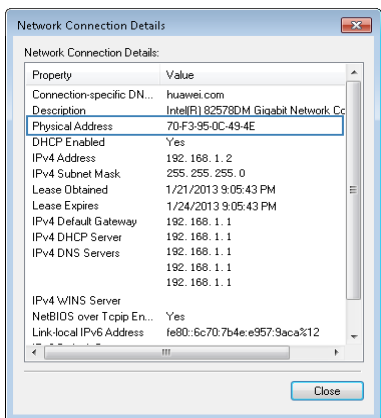 Network Connection Details
Network Connection Details:
Property Value
Connection-specific DN... huawei.com
Description Intel(R) 82578DM Gigabit Network Co
Physical Address 70-F3-95-0C-49-4E
DHCP Enabled Yes
IPv4 Address 192.168.1.2
IPv4 Subnet Mask 255.255.255.0
Lease Obtained 1/21/2013 9:05:43 PM
Lease Expires 1/24/2013 9:05:43 PM
IPv4 Default Gateway 192.168.1.1
IPv4 DHCP Server 192.168.1.1
IPv4 DNS Servers 192.168.1.1
192.168.1.1
192.168.1.1
IPv4 WINS Server
NetBIOS over Tcpip En... Yes
Link-local IPv6 Address fe80::6c70:7b4e:e957:9aca%12
Close